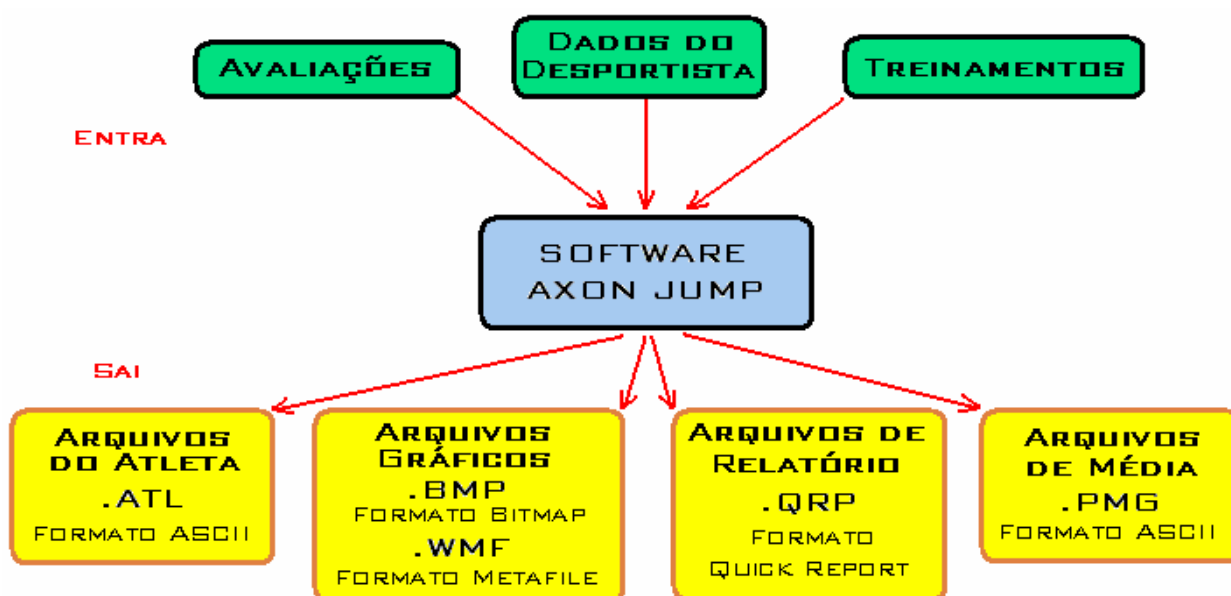 AVALIAÇÕES
DADOS DO
DESPORTISTA
TREINAMENTOS
ENTRA
SOFTWARE
AXON JUMP
SAI
ARQUIVOS
DO ATLETA
.ATL
FORMATO ASCII
ARQUIVOS
GRÁFICOS
.BMP
FORMATO BITMAP
.WMF
FORMATO METAFILE
ARQUIVOS DE
RELATÓRIO
.QRP
FORMATO
QUICK REPORT
ARQUIVOS
DE MÉDIA
.PMG
FORMATO ASCII